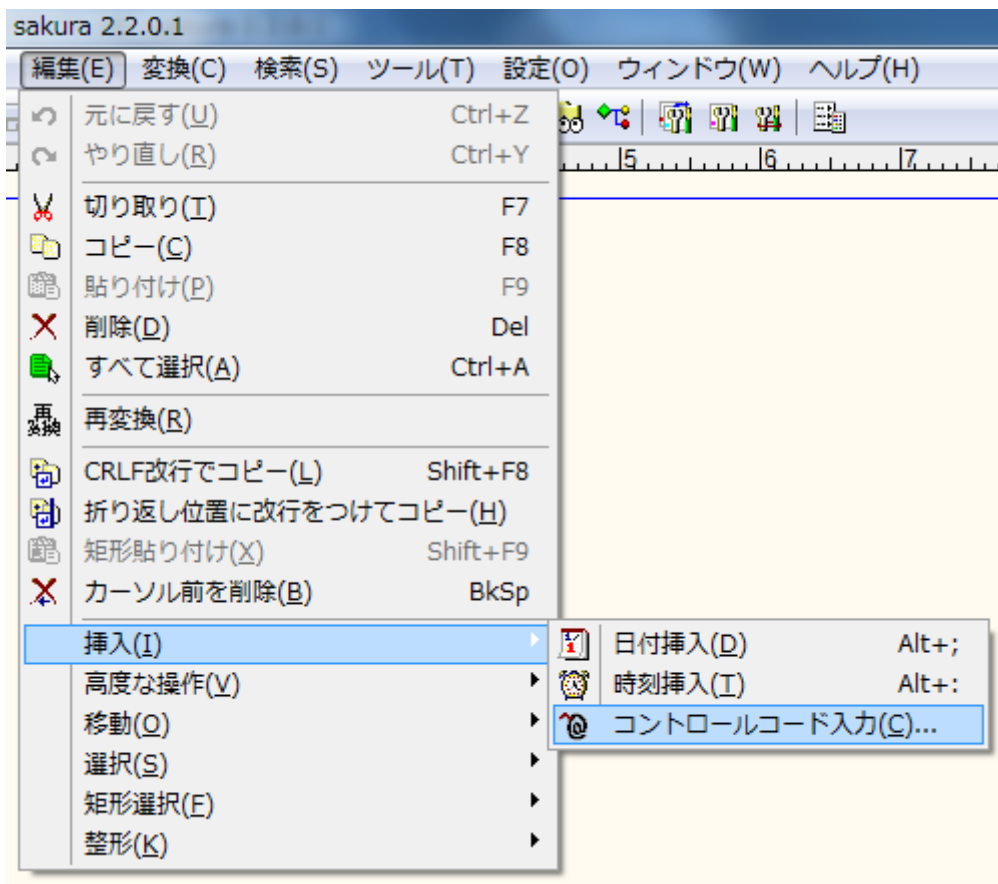 sakura 2.2.0.1
編集(E) 変換(C) 検索(S) ツール(T) 設定(O) ウィンドウ(W) ヘルプ(H)
元に戻す(U) Ctrl+Z
やり直し(R) Ctrl+Y
5 6 7
切り取り(T) F7
コピー(C) F8
貼り付け(P) F9
削除(D) Del
すべて選択(A) Ctrl+A
再変換 再変換(R)
CRLF改行でコピー(L) Shift+F8
折り返し位置に改行をつけてコピー(H)
矩形貼り付け(X) Shift+F9
カーソル前を削除(B) BkSp
挿入(I)
高度な操作(V)
移動(O)
選択(S)
矩形選択(F)
整形(K)
日付挿入(D) Alt+;
時刻挿入(T) Alt+:
コントロールコード入力(C)...